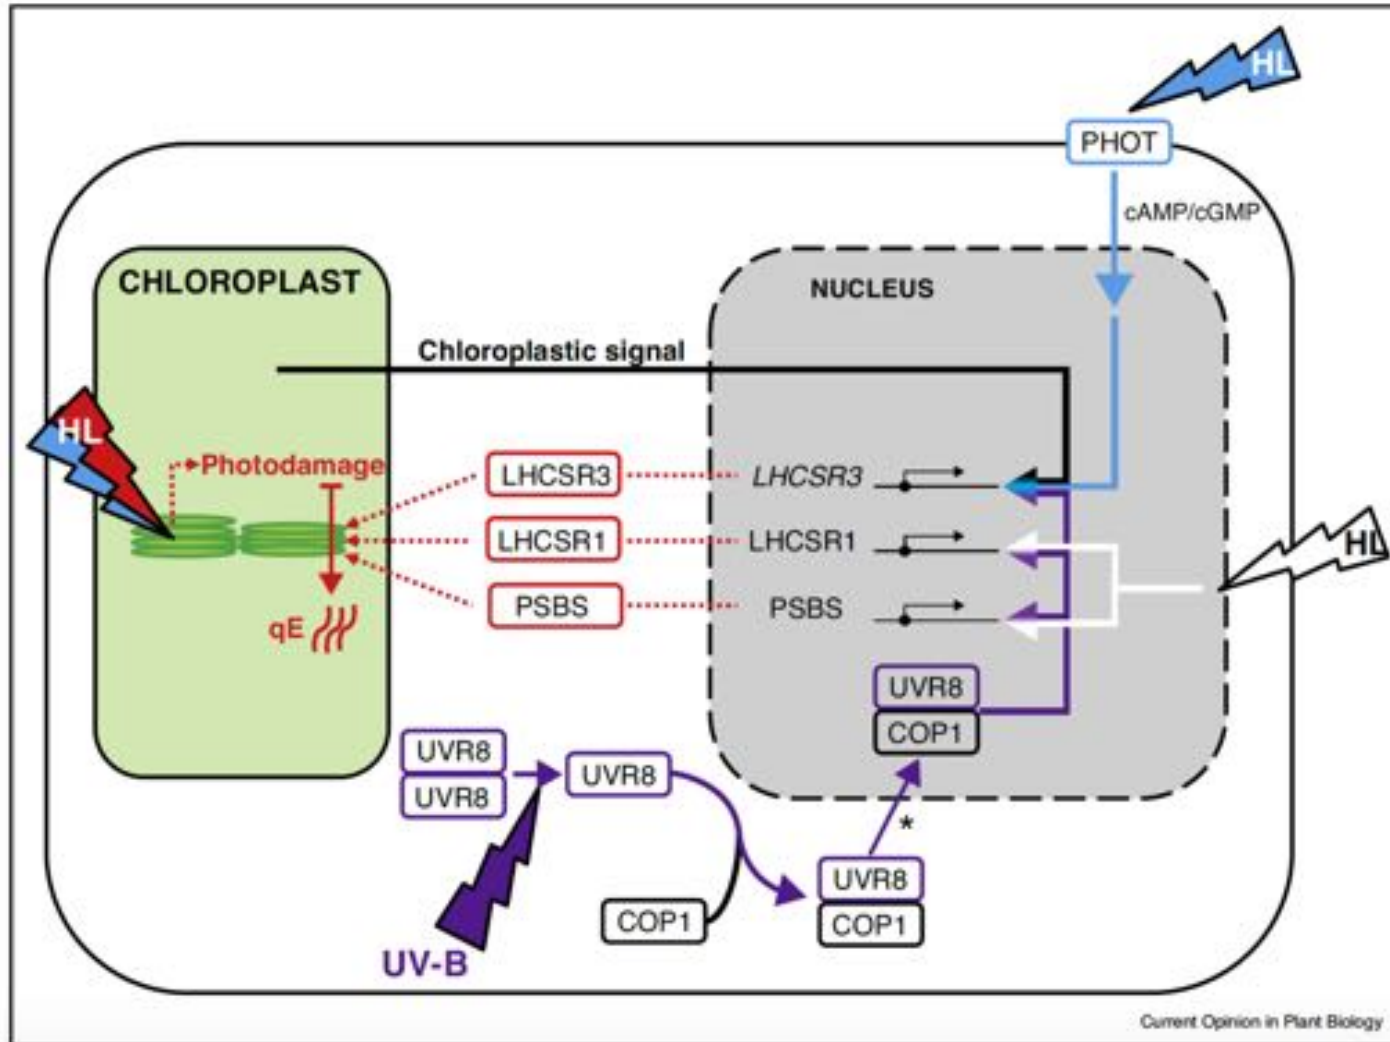 HL
PHOT
cAMP/cGMP
CHLOROPLAST
NUCLEUS
Chloroplastic signal
HL
Photodamage
LHCSR3
LHCSR3
LHCSR1
LHCSR1
HL
PSBS
PSBS
qE
UVR8
COP1
UVR8
UVR8
UVR8
*
UVR8
COP1
COP1
UV-B
Current Opinion in Plant Biology